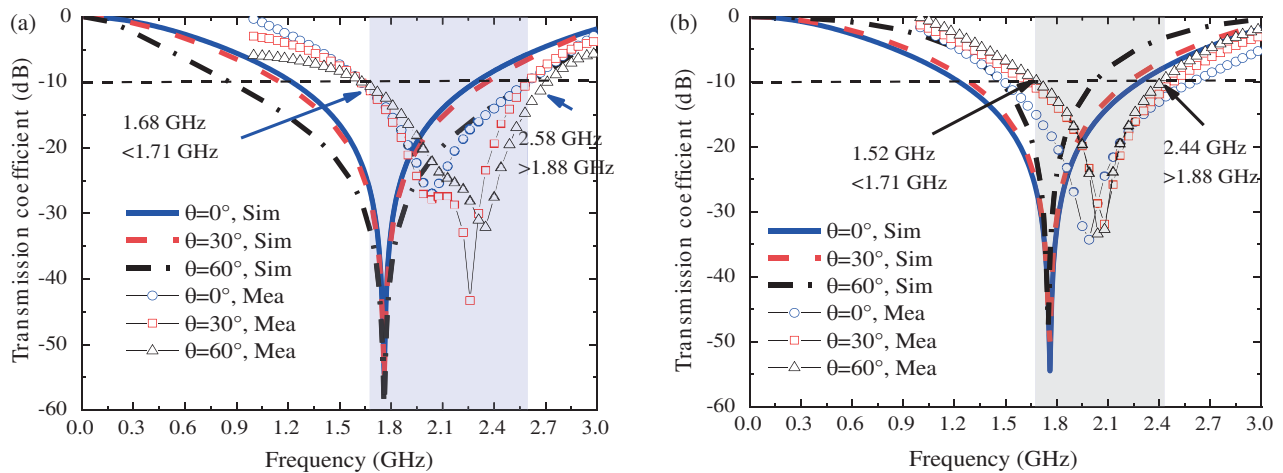 (a)
Transmission coefficient (dB)
0
-10
-20
-30
-40
-50
-60
1.68 GHz
<1.71 GHz
2.58 GHz
>1.88 GHz
θ=0°, Sim
θ=30°, Sim
θ=60°, Sim
θ=0°, Mea
θ=30°, Mea
θ=60°, Mea
0.0 0.3 0.6 0.9 1.2 1.5 1.8 2.1 2.4 2.7 3.0
Frequency (GHz)
(b)
Transmission coefficient (dB)
0
-10
-20
-30
-40
-50
-60
1.52 GHz
<1.71 GHz
2.44 GHz
>1.88 GHz
θ=0°, Sim
θ=30°, Sim
θ=60°, Sim
θ=0°, Mea
θ=30°, Mea
θ=60°, Mea
0.0 0.3 0.6 0.9 1.2 1.5 1.8 2.1 2.4 2.7 3.0
Frequency (GHz)